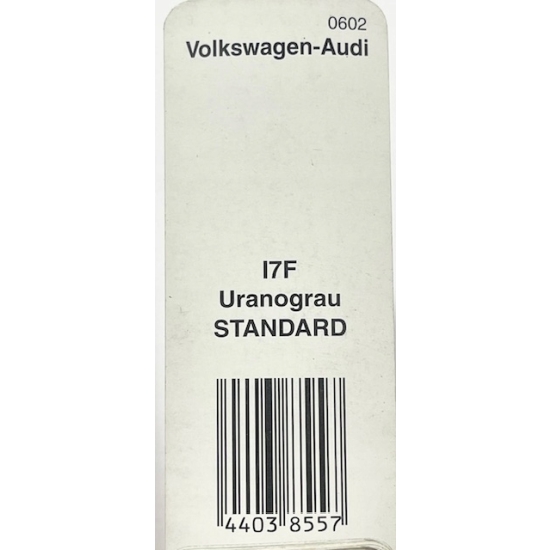 0602
Volkswagen-Audi
I7F
Uranograu
STANDARD
4403 8557